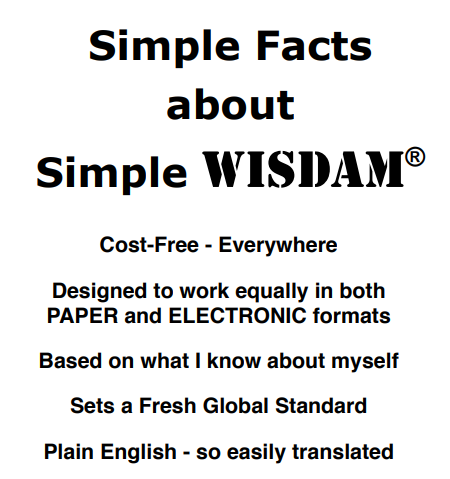 Simple Facts
about
Simple WISDAM®
Cost-Free - Everywhere
Designed to work equally in both
PAPER and ELECTRONIC formats
Based on what I know about myself
Sets a Fresh Global Standard
Plain English - so easily translated